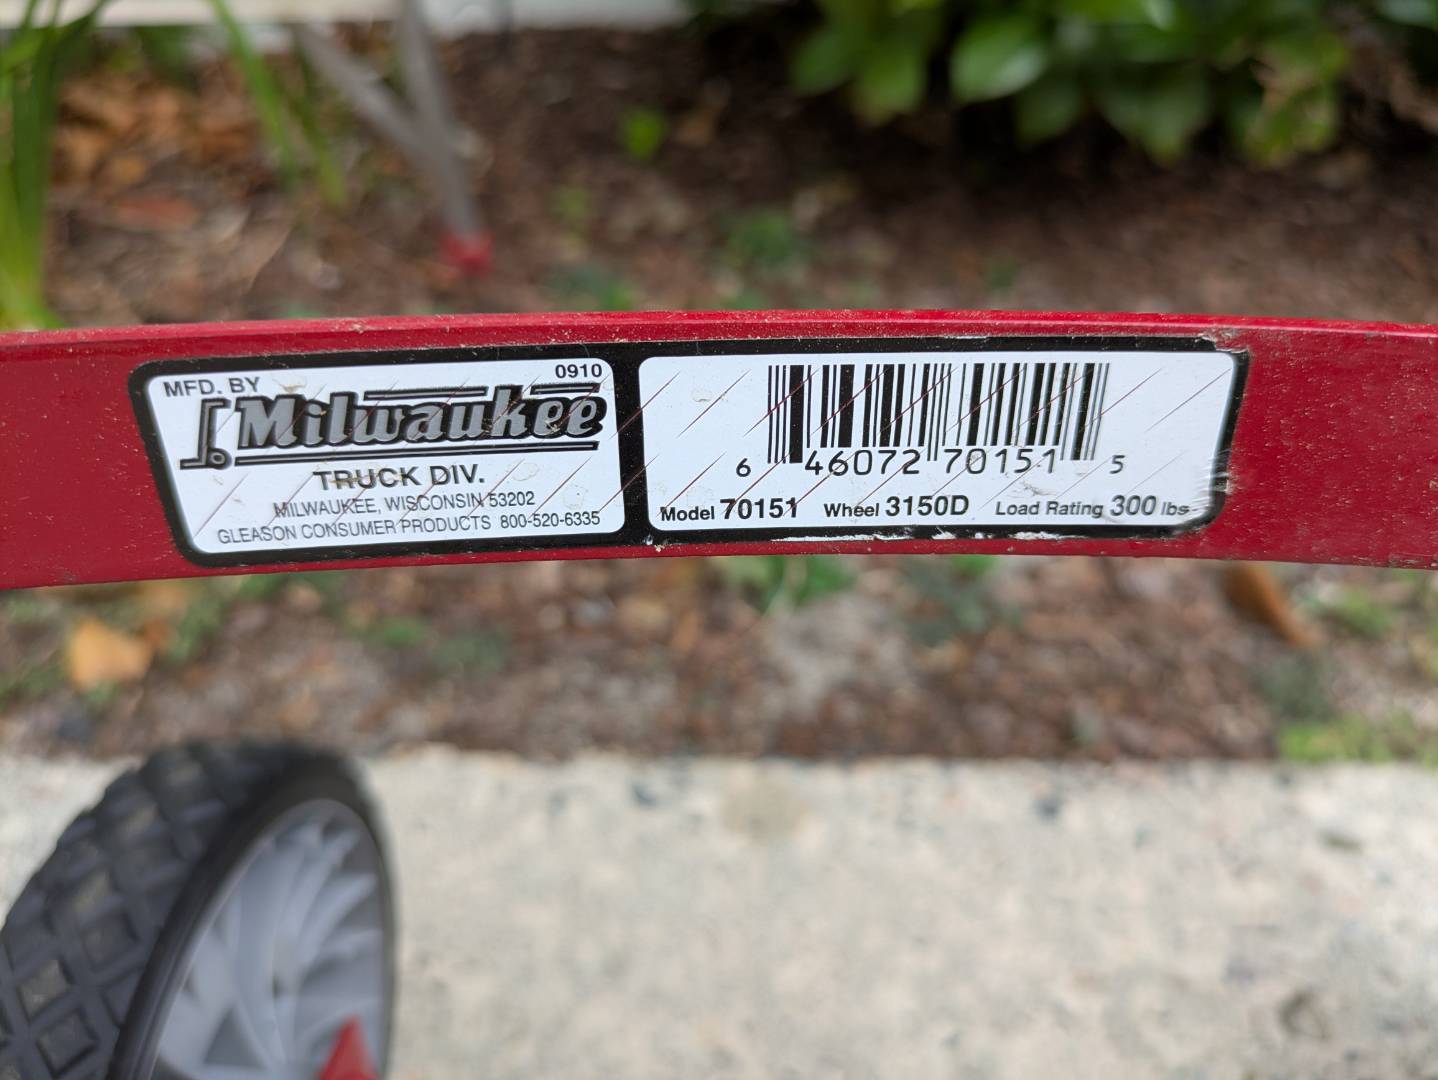 MFD. BY 0910
Milwaukee
TRUCK DIV.
MILWAUKEE, WISCONSIN 53202
GLEASON CONSUMER PRODUCTS 800-520-6335
6 46072 70151 5
Model 70151 Wheel 3150D Load Rating 300 lbs